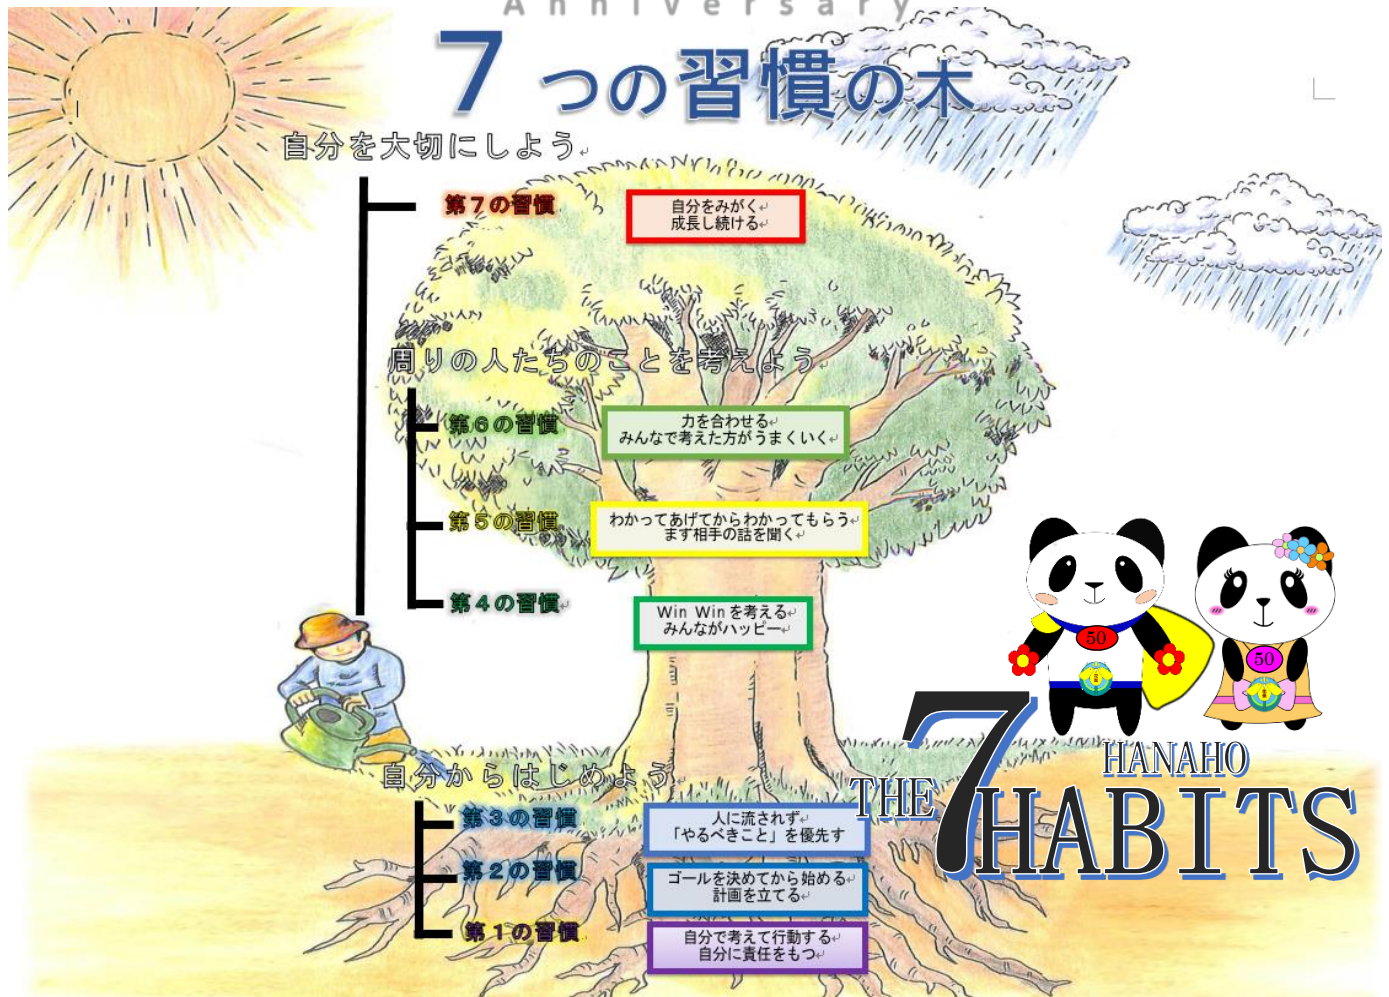 Anniversary
7つの習慣の木
自分を大切にしよう
第7の習慣
自分をみがく
成長し続ける
周りの人たちのことを考えよう
第6の習慣
力を合わせる
みんなで考えた方がうまくいく
第5の習慣
わかってあげてからわかってもらう
まず相手の話を聞く
第4の習慣
Win Winを考える
みんながハッピー
自分からはじめよう
第3の習慣
人に流されず
「やるべきこと」を優先す
第2の習慣
ゴールを決めてから始める
計画を立てる
第1の習慣
自分で考えて行動する
自分に責任をもつ
50
50
HANAHO
THE 7 HABITS